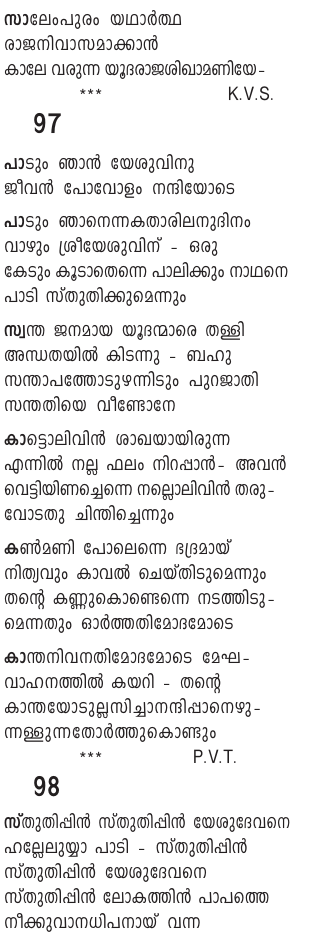 സാലേംപുരം യഥാർത്ഥ
രാജനിവാസമാക്കാൻ
കാലേ വരുന്ന യൂദരാജശിഖാമണിയേ-
*** K.V.S.
97
പാടും ഞാൻ യേശുവിനു
ജീവൻ പോവോളം നന്ദിയോടെ
പാടും ഞാനെന്നകതാരിലനുദിനം
വാഴും ശ്രീയേശുവിന് - ഒരു
കേടും കൂടാതെന്നെ പാലിക്കും നാഥനെ
പാടി സ്തുതിക്കുമെന്നും
സ്വന്ത ജനമായ യൂദന്മാരെ തള്ളി
അന്ധതയിൽ കിടന്നു - ബഹു
സന്താപത്തോടുഴന്നിടും പുറജാതി
സന്തതിയെ വീണ്ടോനേ
കാട്ടൊലിവിൻ ശാഖയായിരുന്ന
എന്നിൽ നല്ല ഫലം നിറപ്പാൻ- അവൻ
വെട്ടിയിണച്ചെന്നെ നല്ലൊലിവിൻ തരു-
വോടതു ചിന്തിച്ചെന്നും
കൺമണി പോലെന്നെ ഭദ്രമായ്
നിത്യവും കാവൽ ചെയ്തിടുമെന്നും
തന്റെ കണ്ണുകൊണ്ടെന്നെ നടത്തിടു-
മെന്നതും ഓർത്തതിമോദമോടെ
കാന്തനിവനതിമോദമോടെ മേഘ-
വാഹനത്തിൽ കയറി - തന്റെ
കാന്തയോടുല്ലസിച്ചാനന്ദിപ്പാനെഴു-
ന്നള്ളുന്നതോർത്തുകൊണ്ടും
*** P.V.T.
98
സ്തുതിപ്പിൻ സ്തുതിപ്പിൻ യേശുദേവനെ
ഹല്ലേലുയ്യാ പാടി - സ്തുതിപ്പിൻ
സ്തുതിപ്പിൻ യേശുദേവനെ
സ്തുതിപ്പിൻ ലോകത്തിൻ പാപത്തെ
നീക്കുവാനധിപനായ് വന്ന